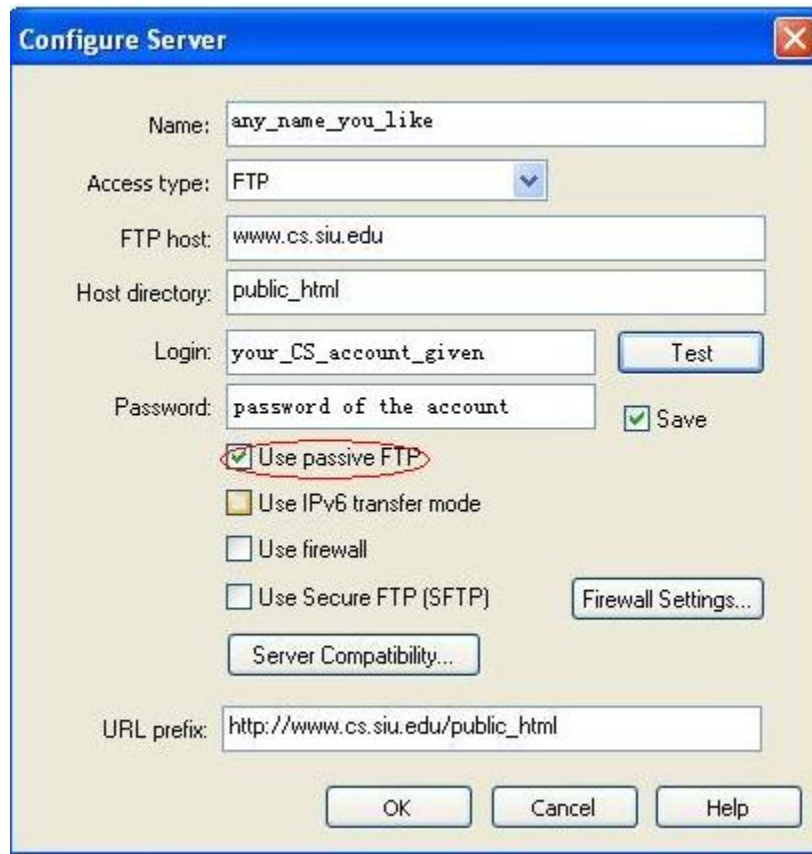 Configure Server
Name: any_name_you_like
Access type: FTP
FTP host: www.cs.siu.edu
Host directory: public_html
Login: your_CS_account_given Test
Password: password of the account Save
Use passive FTP
Use IPv6 transfer mode
Use firewall
Use Secure FTP (SFTP) Firewall Settings...
Server Compatibility...
URL prefix: http://www.cs.siu.edu/public_html
OK Cancel Help